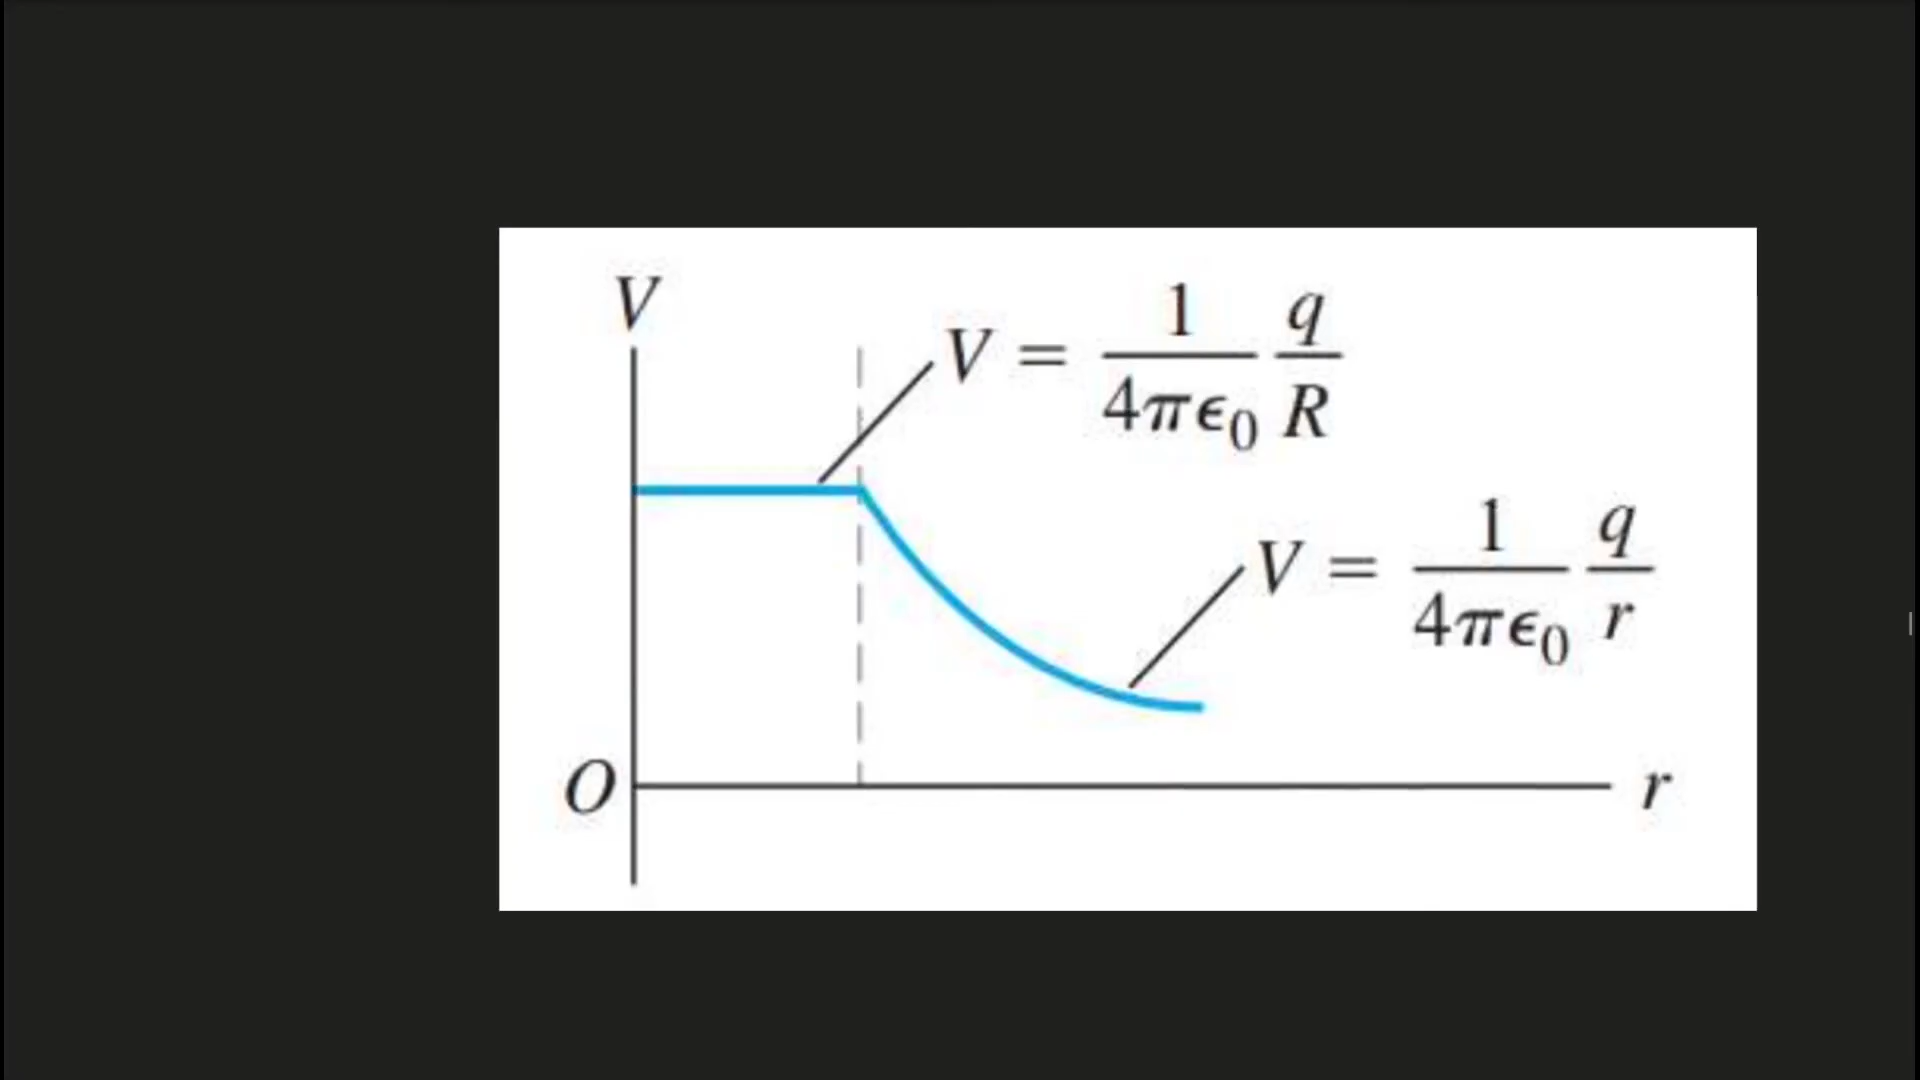 V
V = 1/4πϵ₀ q/R
V = 1/4πϵ₀ q/r
O
r